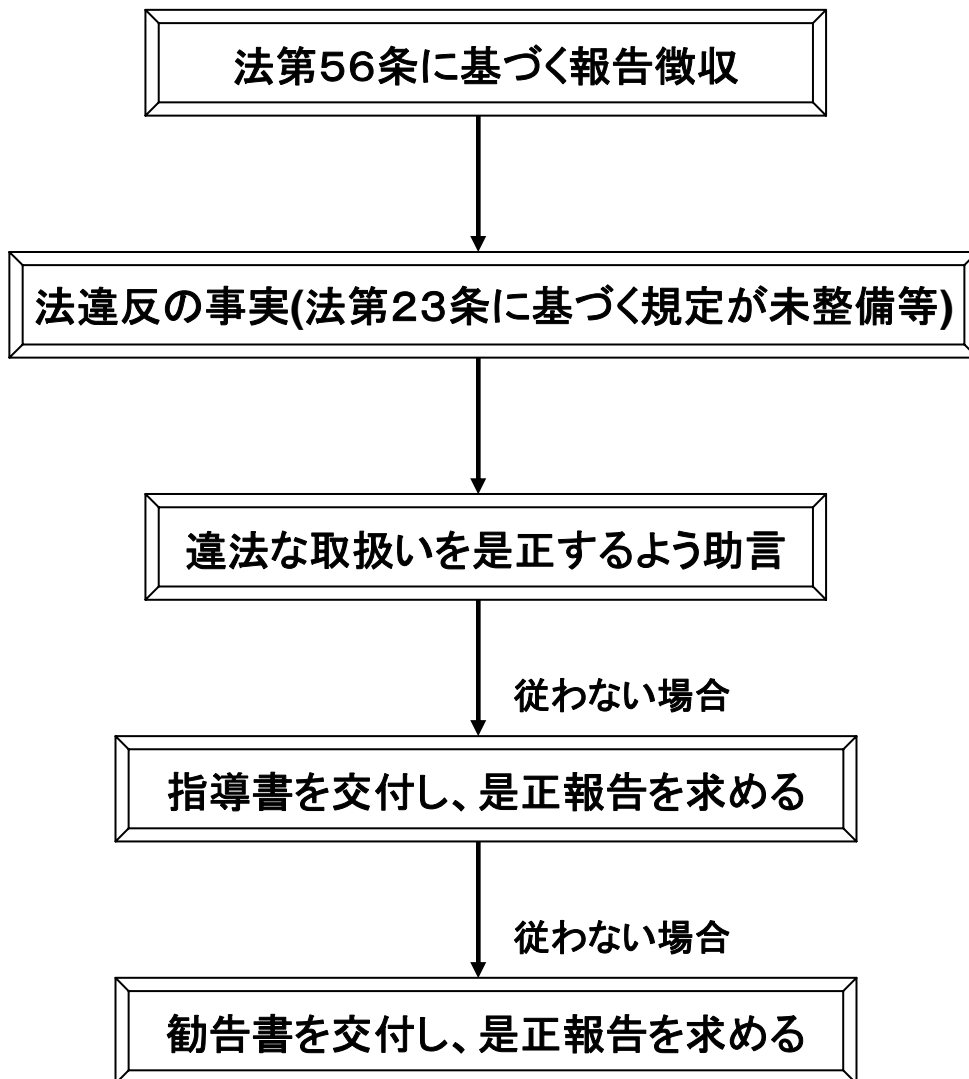 法第５６条に基づく報告徴収
法違反の事実(法第２３条に基づく規定が未整備等)
違法な取扱いを是正するよう助言
従わない場合
指導書を交付し、是正報告を求める
従わない場合
勧告書を交付し、是正報告を求める